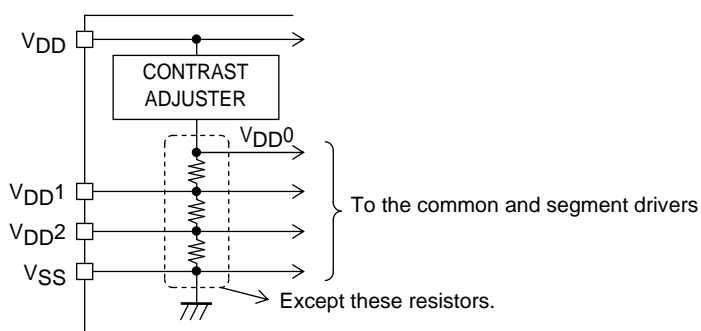 VDD
CONTRAST
ADJUSTER
VDD0
VDD1
VDD2
VSS
To the common and segment drivers
Except these resistors.